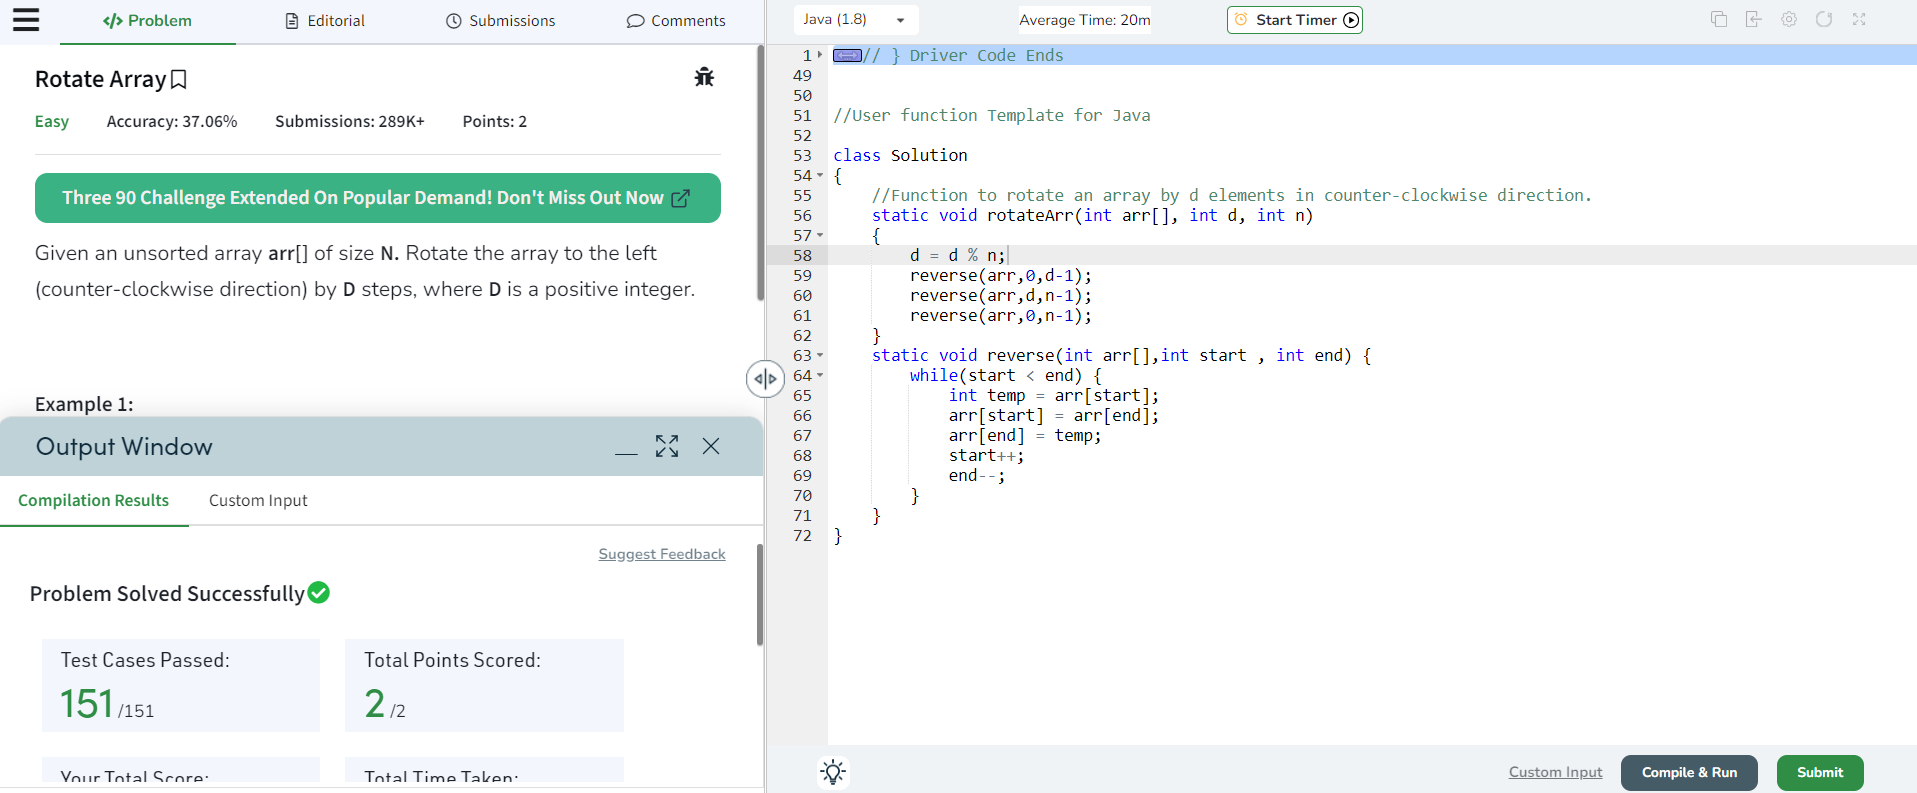 Problem
Editorial
Submissions
Comments
Rotate Array
Easy
Accuracy: 37.06%
Submissions: 289K+
Points: 2
Three 90 Challenge Extended On Popular Demand! Don't Miss Out Now
Given an unsorted array arr[] of size N. Rotate the array to the left
(counter-clockwise direction) by D steps, where D is a positive integer.
Example 1:
Output Window
Compilation Results
Custom Input
Suggest Feedback
Problem Solved Successfully
Test Cases Passed:
151 /151
Total Points Scored:
2 /2
Your Total Score:
Total Time Taken:
Java (1.8)
Average Time: 20m
Start Timer
1 // } Driver Code Ends
49
50
51 //User function Template for Java
52
53 class Solution
54 {
55     //Function to rotate an array by d elements in counter-clockwise direction.
56     static void rotateArr(int arr[], int d, int n)
57     {
58         d = d % n;
59         reverse(arr,0,d-1);
60         reverse(arr,d,n-1);
61         reverse(arr,0,n-1);
62     }
63     static void reverse(int arr[],int start , int end) {
64         while(start < end) {
65             int temp = arr[start];
66             arr[start] = arr[end];
67             arr[end] = temp;
68             start++;
69             end--;
70         }
71     }
72 }
Custom Input
Compile & Run
Submit